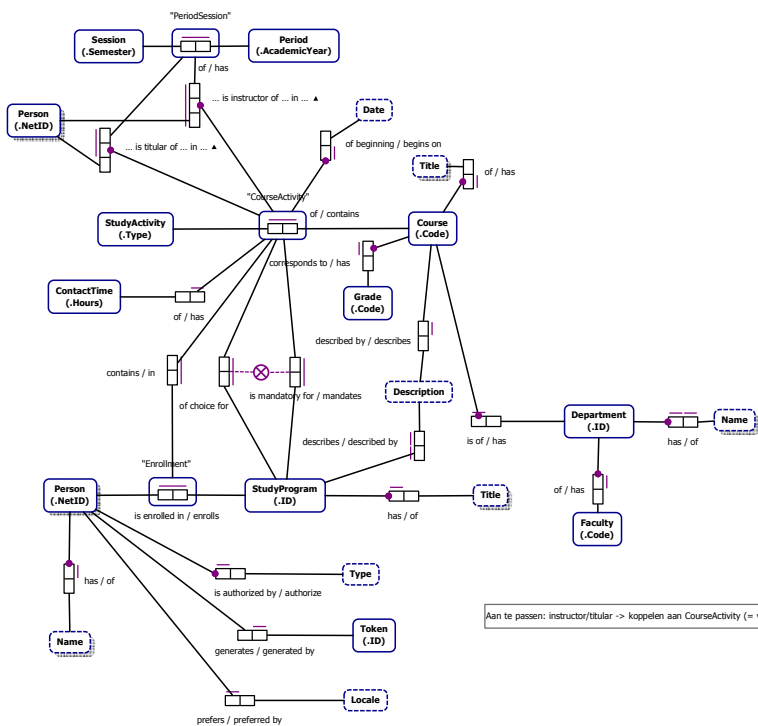 "PeriodSession"
Session
(.Semester)
Period
(.AcademicYear)
of / has
... is instructor of ... in ... ▲
Person
(.NetID)
Date
... is titular of ... in ... ▲
of beginning / begins on
Title
of / has
"CourseActivity"
of / contains
StudyActivity
(.Type)
Course
(.Code)
corresponds to / has
ContactTime
(.Hours)
Grade
(.Code)
of / has
described by / describes
contains / in
of choice for
is mandatory for / mandates
Description
Department
(.ID)
Name
is of / has
has / of
describes / described by
"Enrollment"
Person
(.NetID)
StudyProgram
(.ID)
Title
of / has
is enrolled in / enrolls
has / of
Faculty
(.Code)
has / of
Type
is authorized by / authorize
Name
Token
(.ID)
generates / generated by
Aan te passen: instructor/titular -> koppelen aan CourseActivity (=
Locale
prefers / preferred by